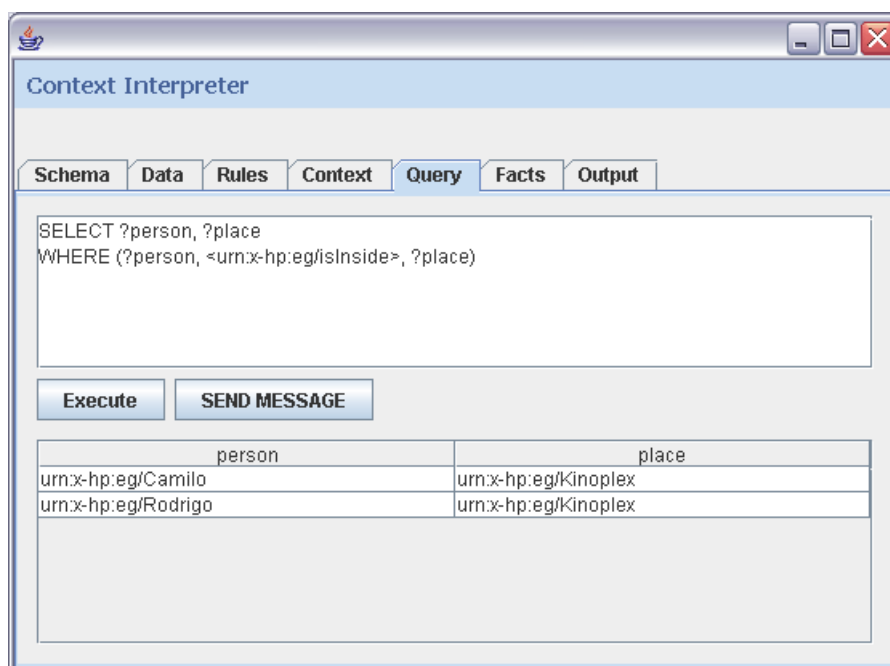 Context Interpreter
Schema Data Rules Context Query Facts Output
SELECT ?person, ?place
WHERE (?person, <urn:x-hp:eg/isInside>, ?place)
Execute SEND MESSAGE
person place
urn:x-hp:eg/Camilo urn:x-hp:eg/Kinoplex
urn:x-hp:eg/Rodrigo urn:x-hp:eg/Kinoplex